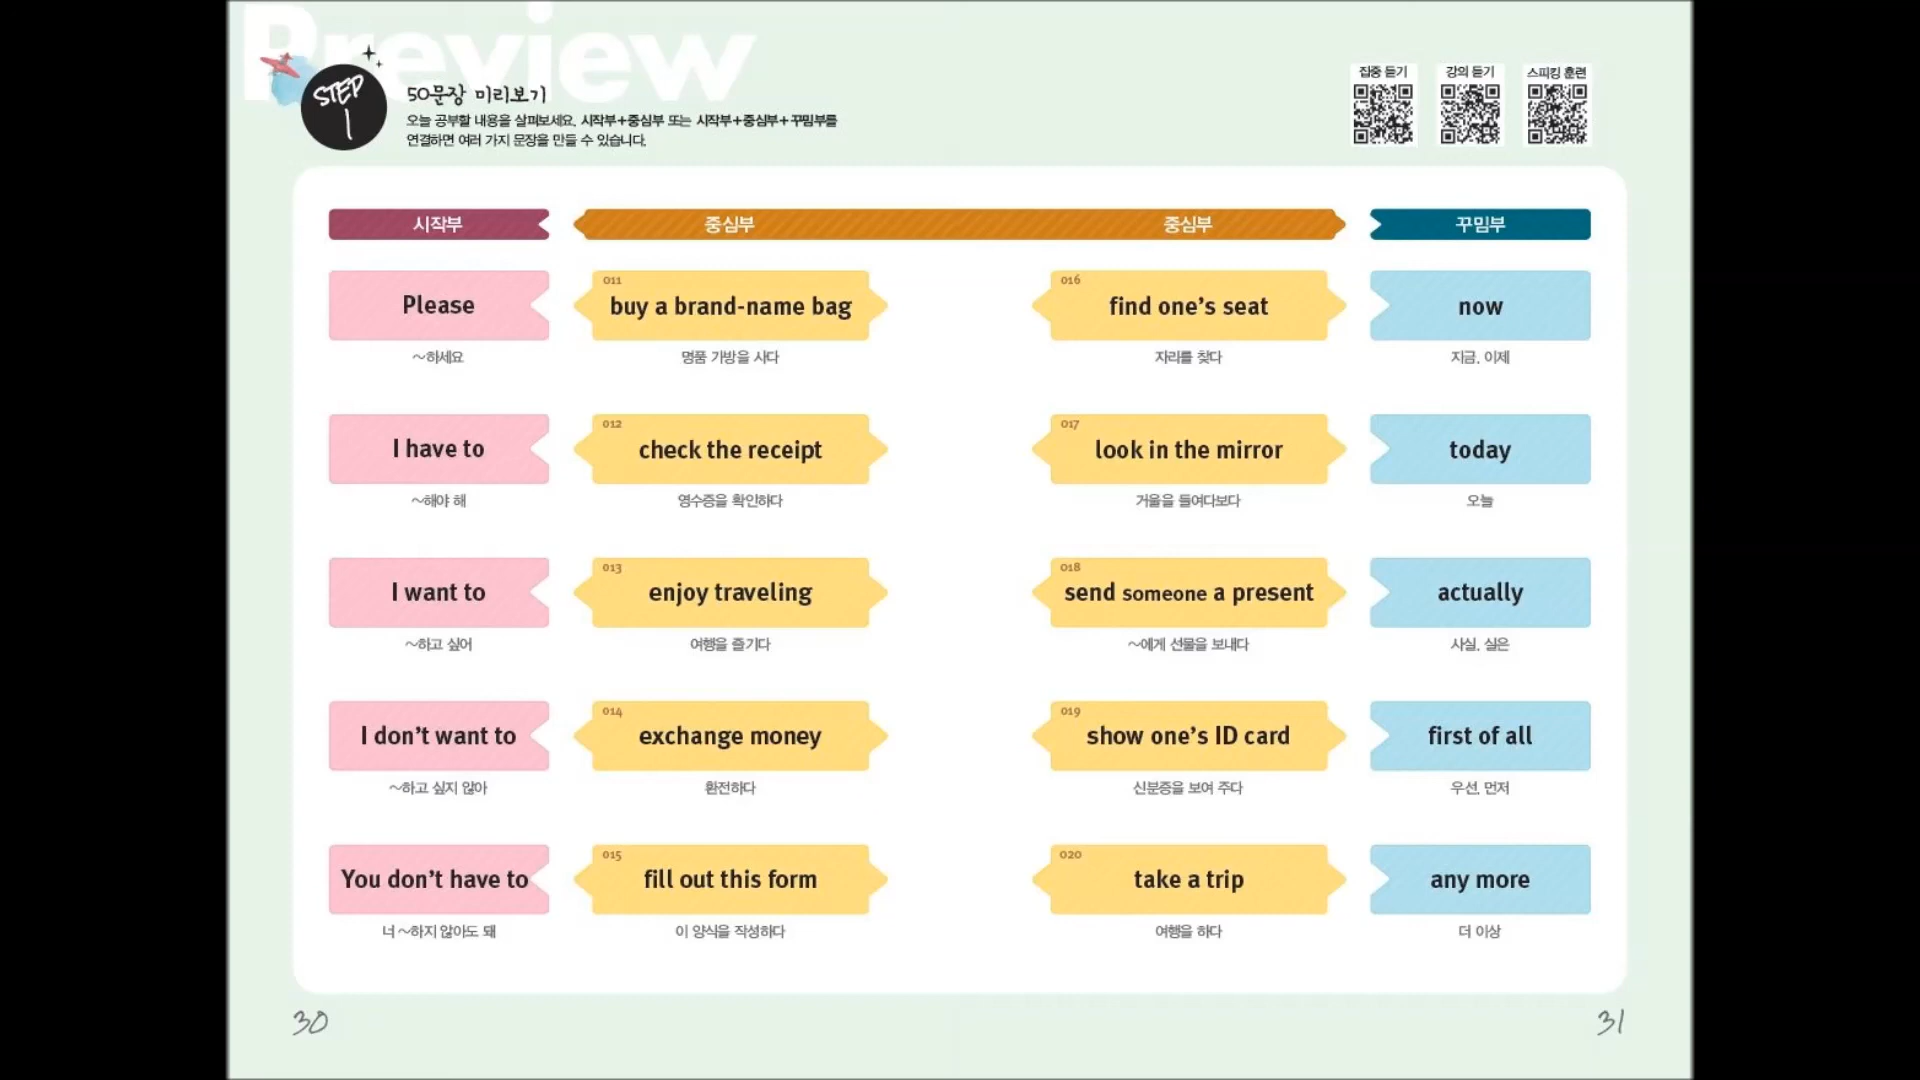 Preview
STEP
1
50문장 미리보기
오늘 공부할 내용을 살펴보세요. 시작부+중심부 또는 시작부+중심부+꾸밈부를
연결하면 여러 가지 문장을 만들 수 있습니다.
집중 듣기
강의 듣기
스피킹 훈련
시작부
중심부
중심부
꾸밈부
Please
~하세요
011
buy a brand-name bag
명품 가방을 사다
016
find one's seat
자리를 찾다
now
지금, 이제
I have to
~해야 해
012
check the receipt
영수증을 확인하다
017
look in the mirror
거울을 들여다보다
today
오늘
I want to
~하고 싶어
013
enjoy traveling
여행을 즐기다
018
send someone a present
~에게 선물을 보내다
actually
사실, 실은
I don't want to
~하고 싶지 않아
014
exchange money
환전하다
019
show one's ID card
신분증을 보여 주다
first of all
우선, 먼저
You don't have to
너 ~하지 않아도 돼
015
fill out this form
이 양식을 작성하다
020
take a trip
여행을 하다
any more
더 이상
30
31